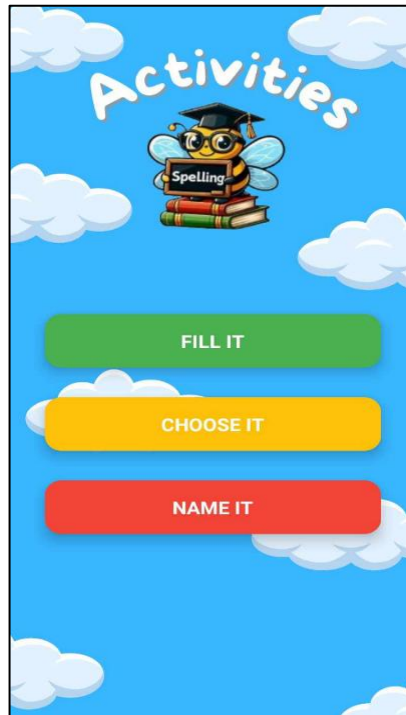 Activities
Spelling
FILL IT
CHOOSE IT
NAME IT